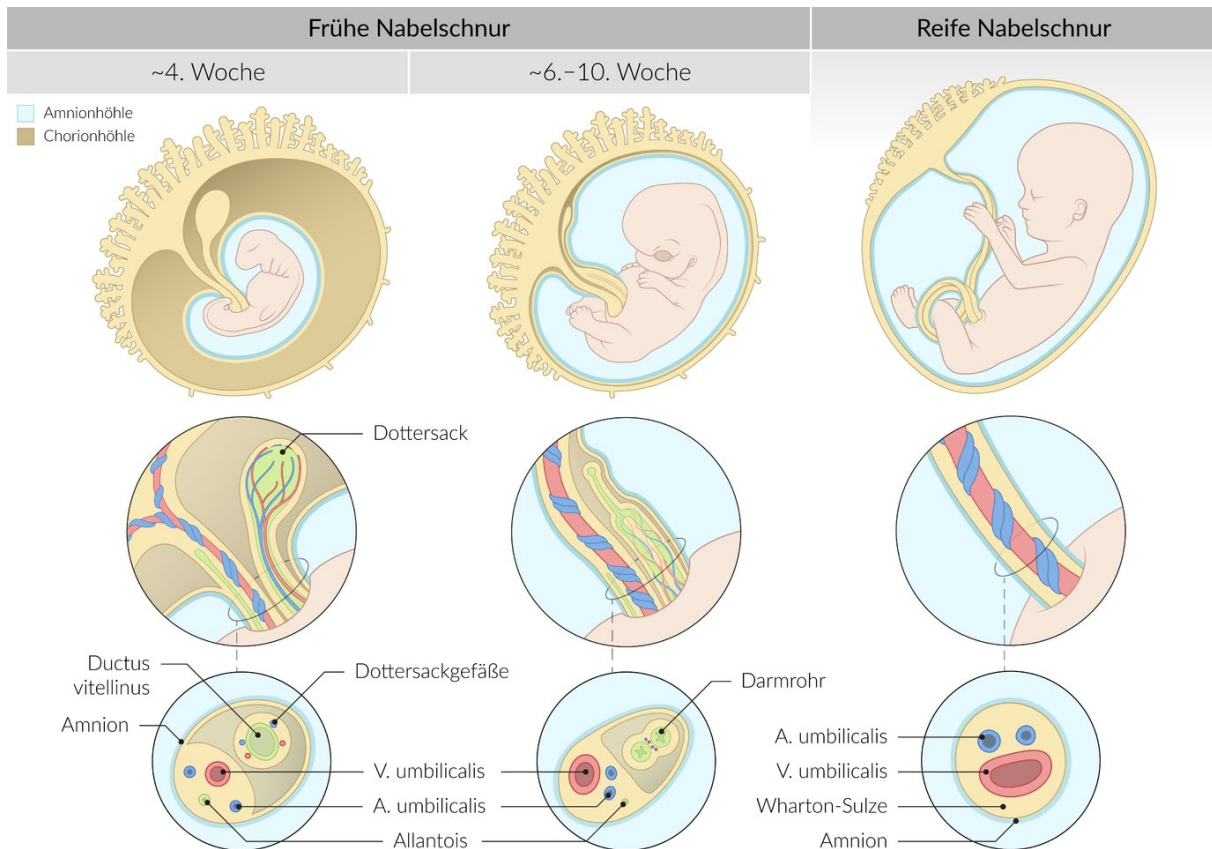 Frühe Nabelschnur
Reife Nabelschnur
~4. Woche
~6.–10. Woche
Amnionhöhle
Chorionhöhle
Dottersack
Ductus
vitellinus
Dottersackgefäße
Amnion
Darmrohr
V. umbilicalis
A. umbilicalis
Allantois
A. umbilicalis
V. umbilicalis
Wharton-Sulze
Amnion